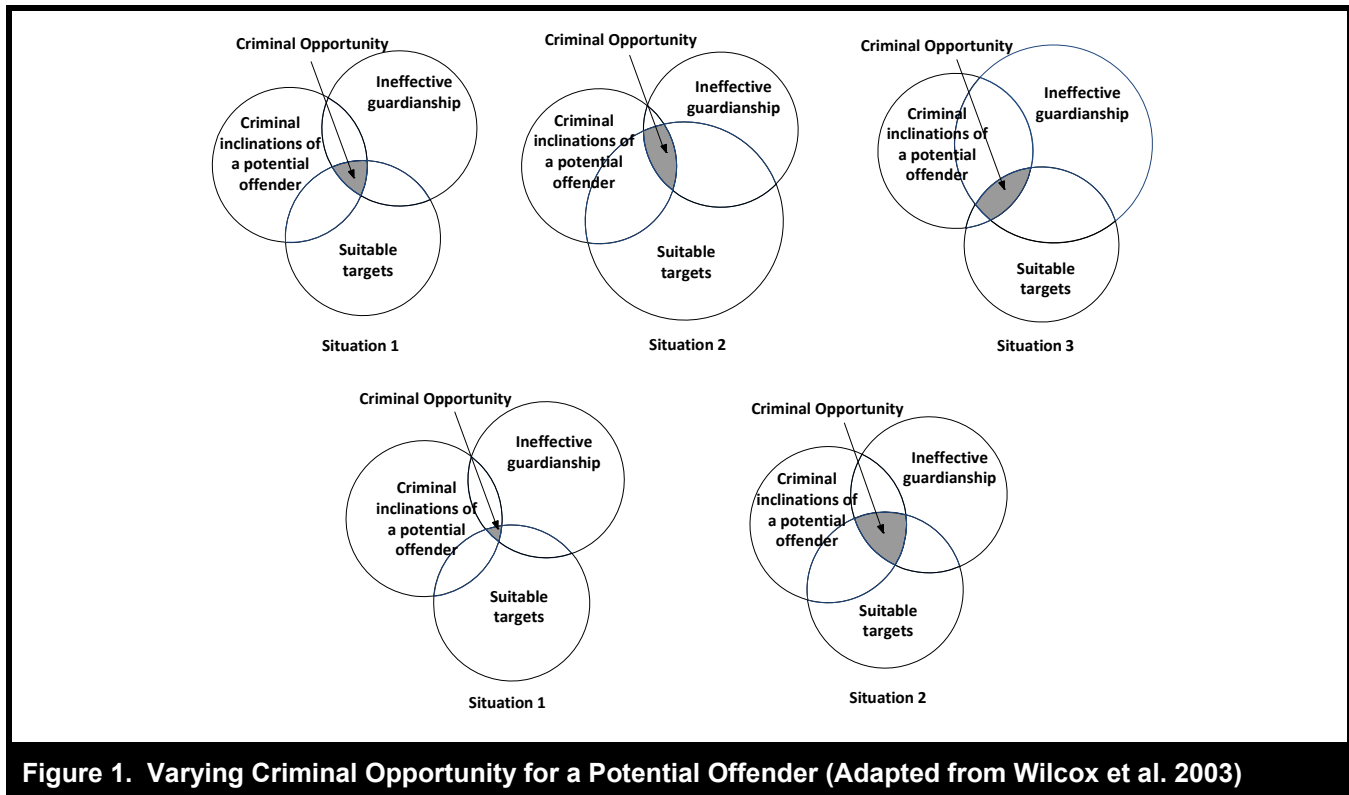 Criminal Opportunity
Ineffective
guardianship
Criminal
inclinations of
a potential
offender
Suitable
targets
Situation 1
Criminal Opportunity
Ineffective
guardianship
Criminal
inclinations of
a potential
offender
Suitable
targets
Situation 2
Criminal Opportunity
Ineffective
guardianship
Criminal
inclinations of
a potential
offender
Suitable
targets
Situation 3
Criminal Opportunity
Ineffective
guardianship
Criminal
inclinations of
a potential
offender
Suitable
targets
Situation 1
Criminal Opportunity
Ineffective
guardianship
Criminal
inclinations of
a potential
offender
Suitable
targets
Situation 2
Figure 1. Varying Criminal Opportunity for a Potential Offender (Adapted from Wilcox et al. 2003)